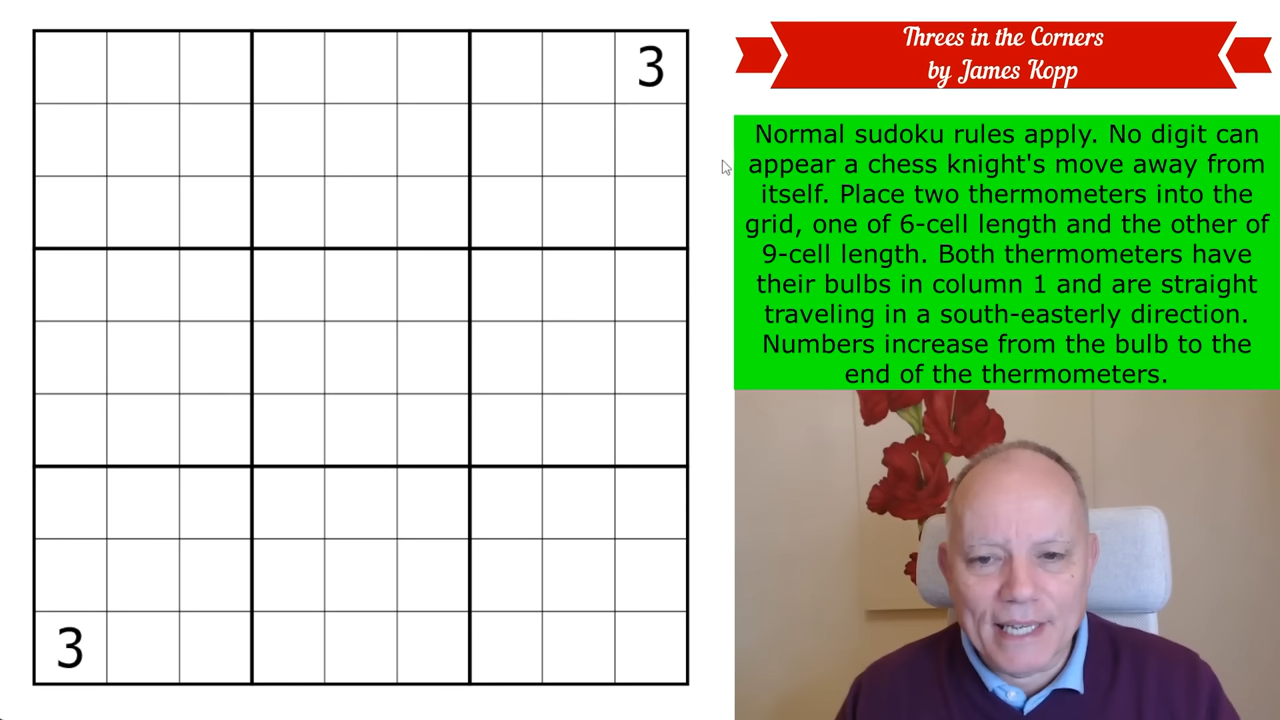 3
Threes in the Corners
by James Kopp
Normal sudoku rules apply. No digit can
appear a chess knight's move away from
itself. Place two thermometers into the
grid, one of 6-cell length and the other of
9-cell length. Both thermometers have
their bulbs in column 1 and are straight
traveling in a south-easterly direction.
Numbers increase from the bulb to the
end of the thermometers.
3